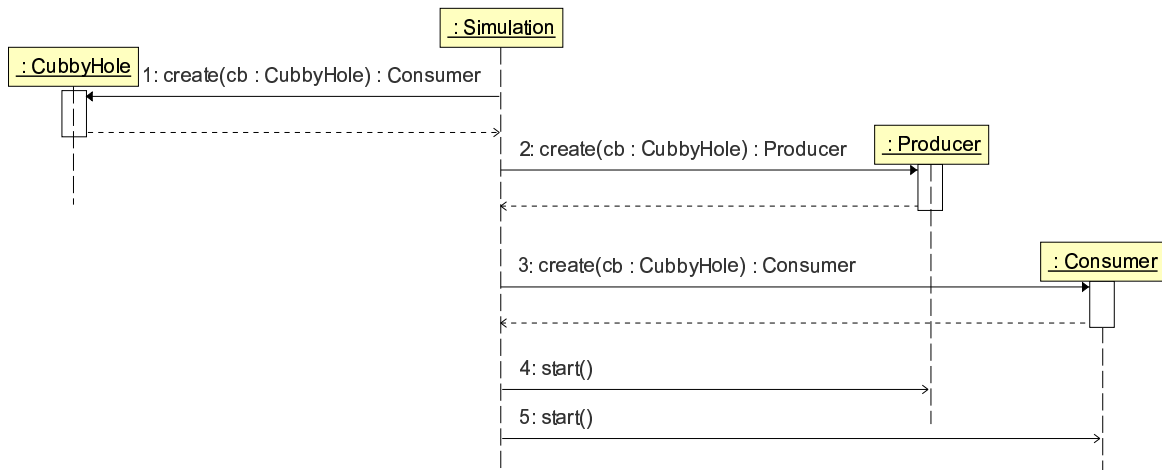 : Simulation
: CubbyHole
1: create(cb : CubbyHole) : Consumer
2: create(cb : CubbyHole) : Producer
: Producer
3: create(cb : CubbyHole) : Consumer
: Consumer
4: start()
5: start()